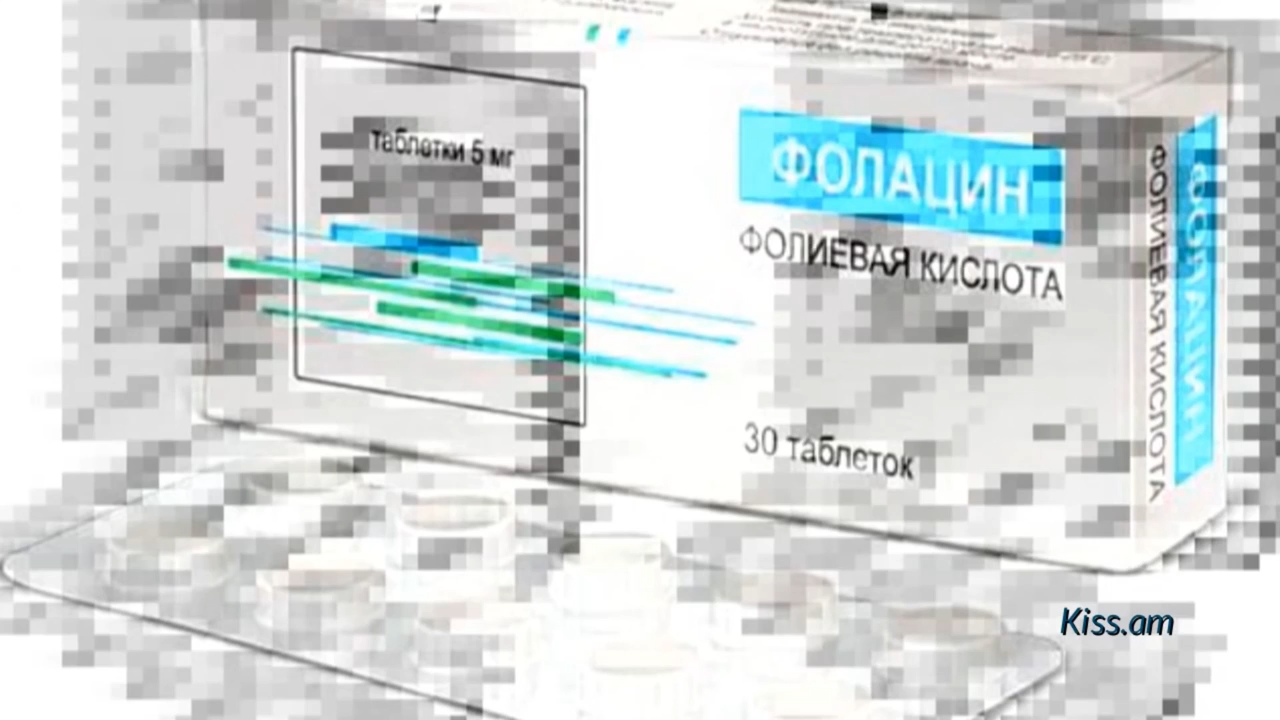 таблетки 5 мг
ФОЛАЦИН
ФОЛИЕВАЯ КИСЛОТА
30 таблеток
ФОЛАЦИН
ФОЛИЕВАЯ КИСЛОТА
Kiss.am